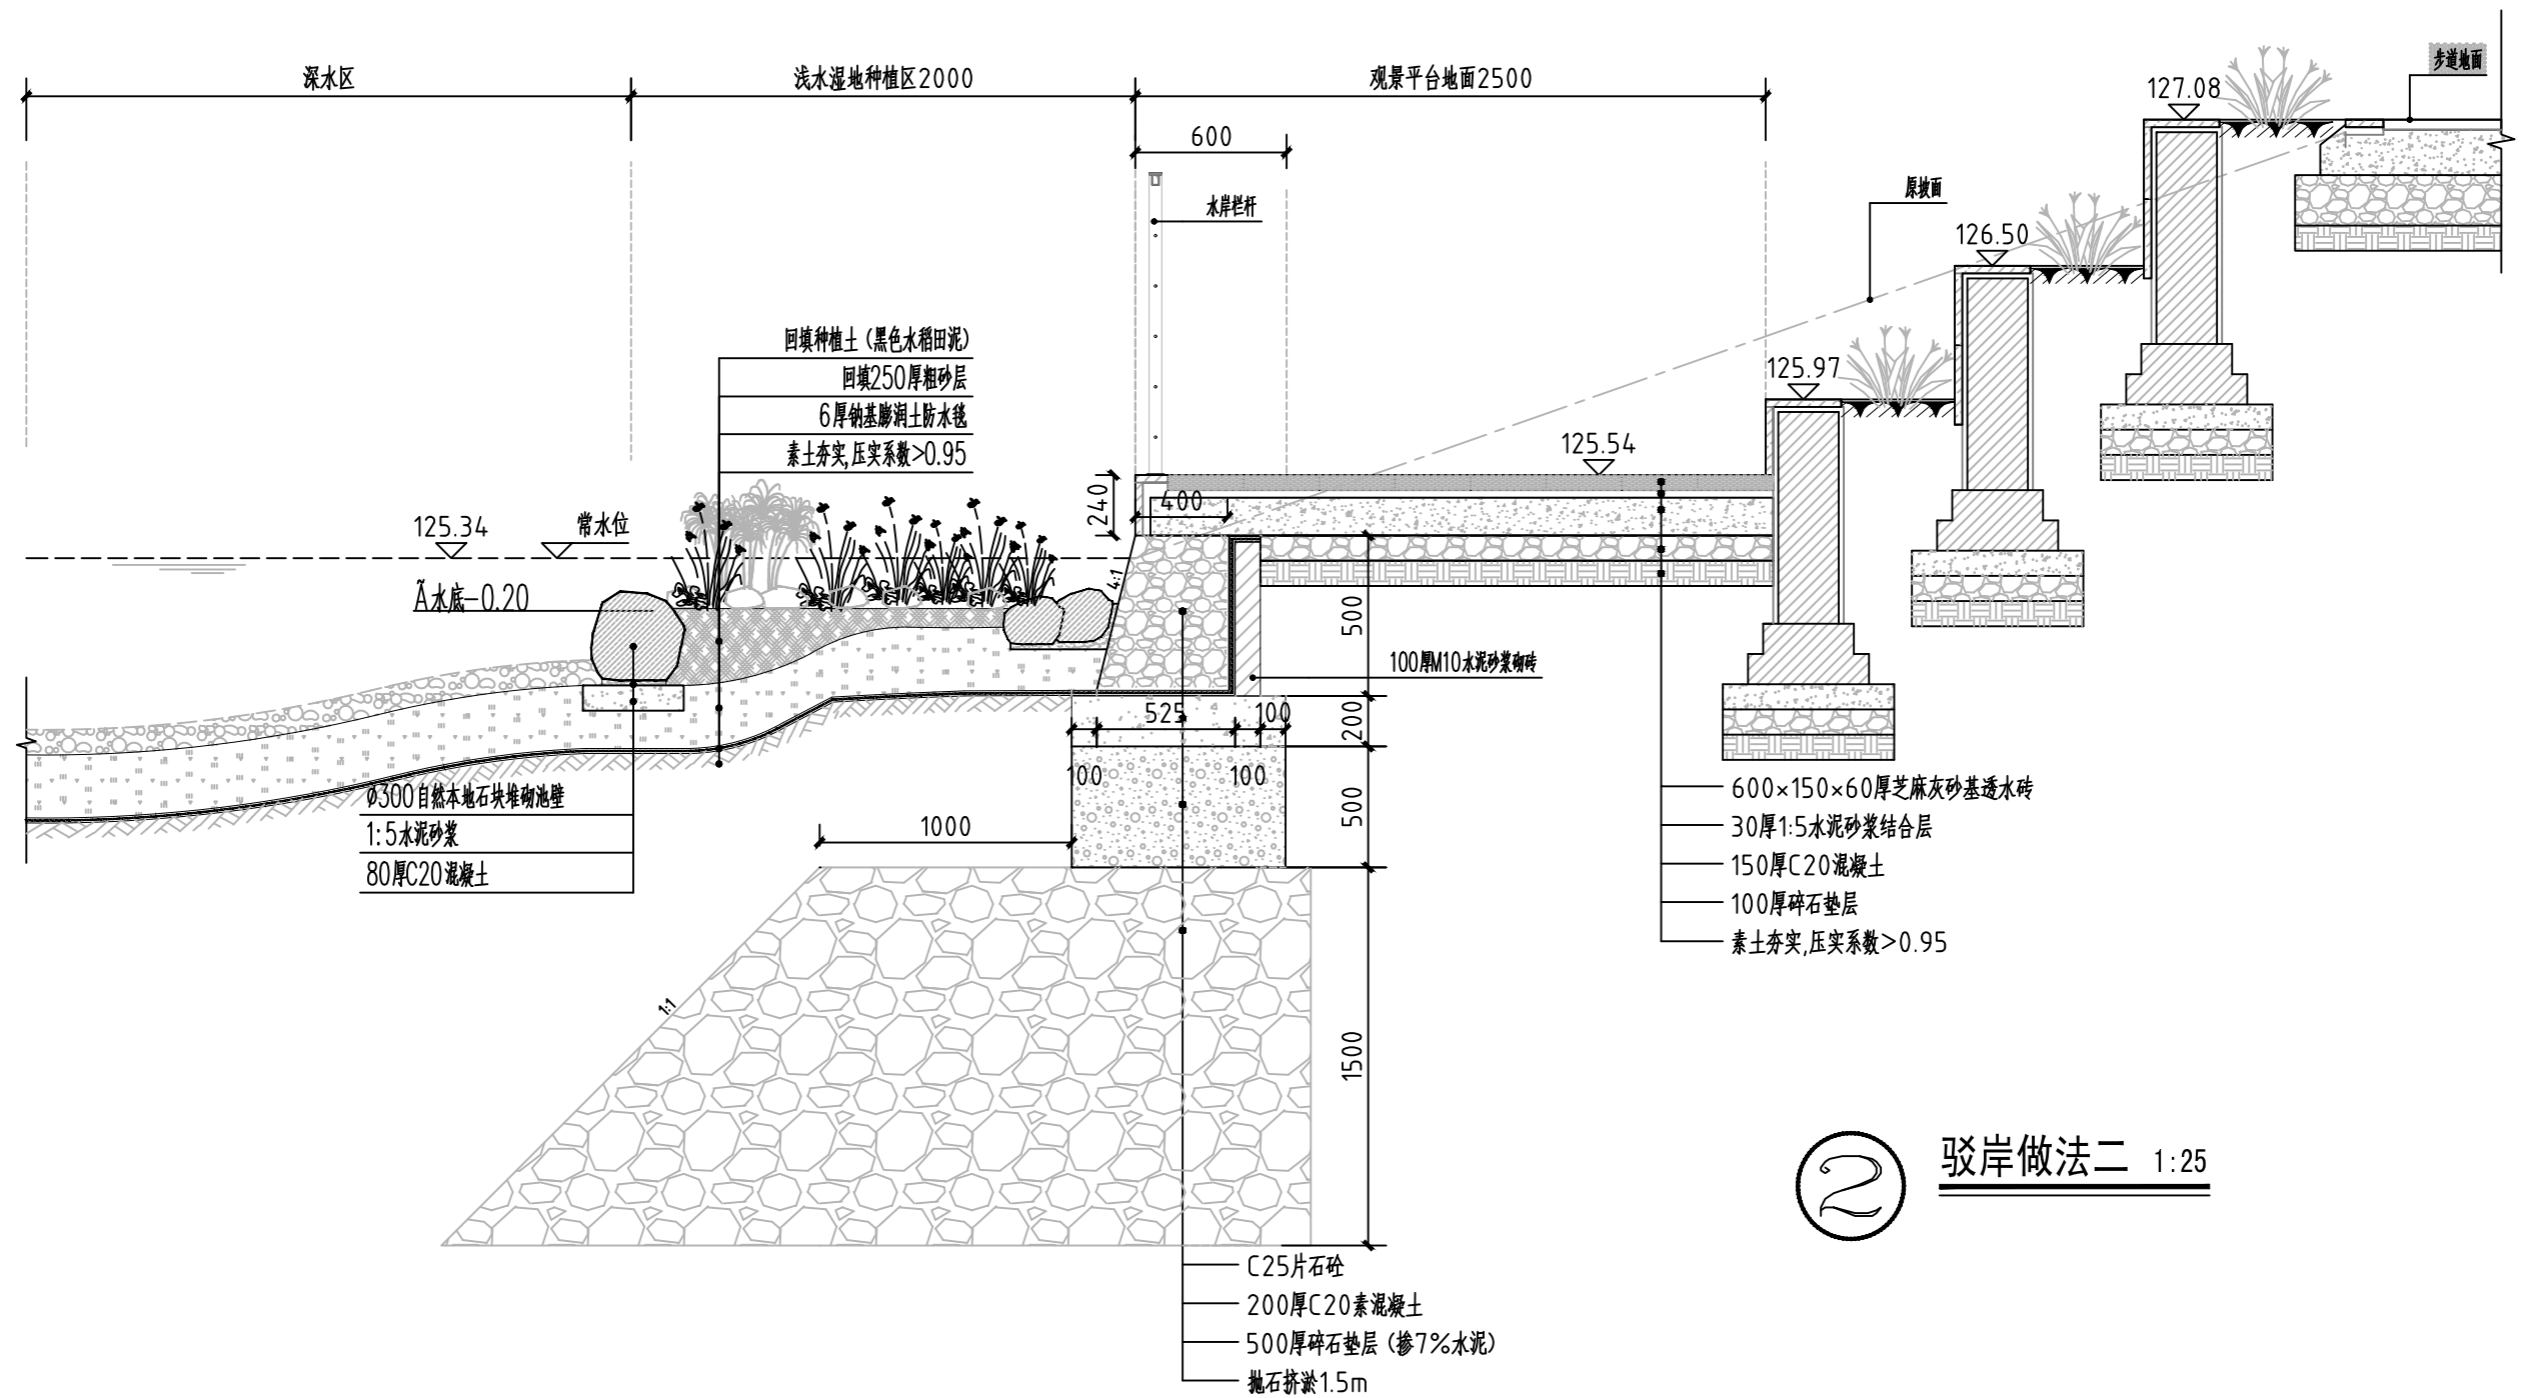 深水区
浅水湿地种植区2000
观景平台地面2500
步道地面
127.08
600
原坡面
水岸栏杆
126.50
回填种植土(黑色水稻田泥)
回填250厚粗砂层
6厚钠基膨润土防水毯
素土夯实,压实系数>0.95
125.97
125.54
240
400
125.34
常水位
Ã水底-0.20
4:1
500
100厚M10水泥砂浆砌砖
525
100
200
100
100
500
ø300自然本地石块堆砌池壁
1:5水泥砂浆
80厚C20混凝土
1000
600×150×60厚芝麻灰砂基透水砖
30厚1:5水泥砂浆结合层
150厚C20混凝土
100厚碎石垫层
素土夯实,压实系数>0.95
1:1
1500
2
驳岸做法二 1:25
C25片石砼
200厚C20素混凝土
500厚碎石垫层(掺7%水泥)
抛石挤淤1.5m